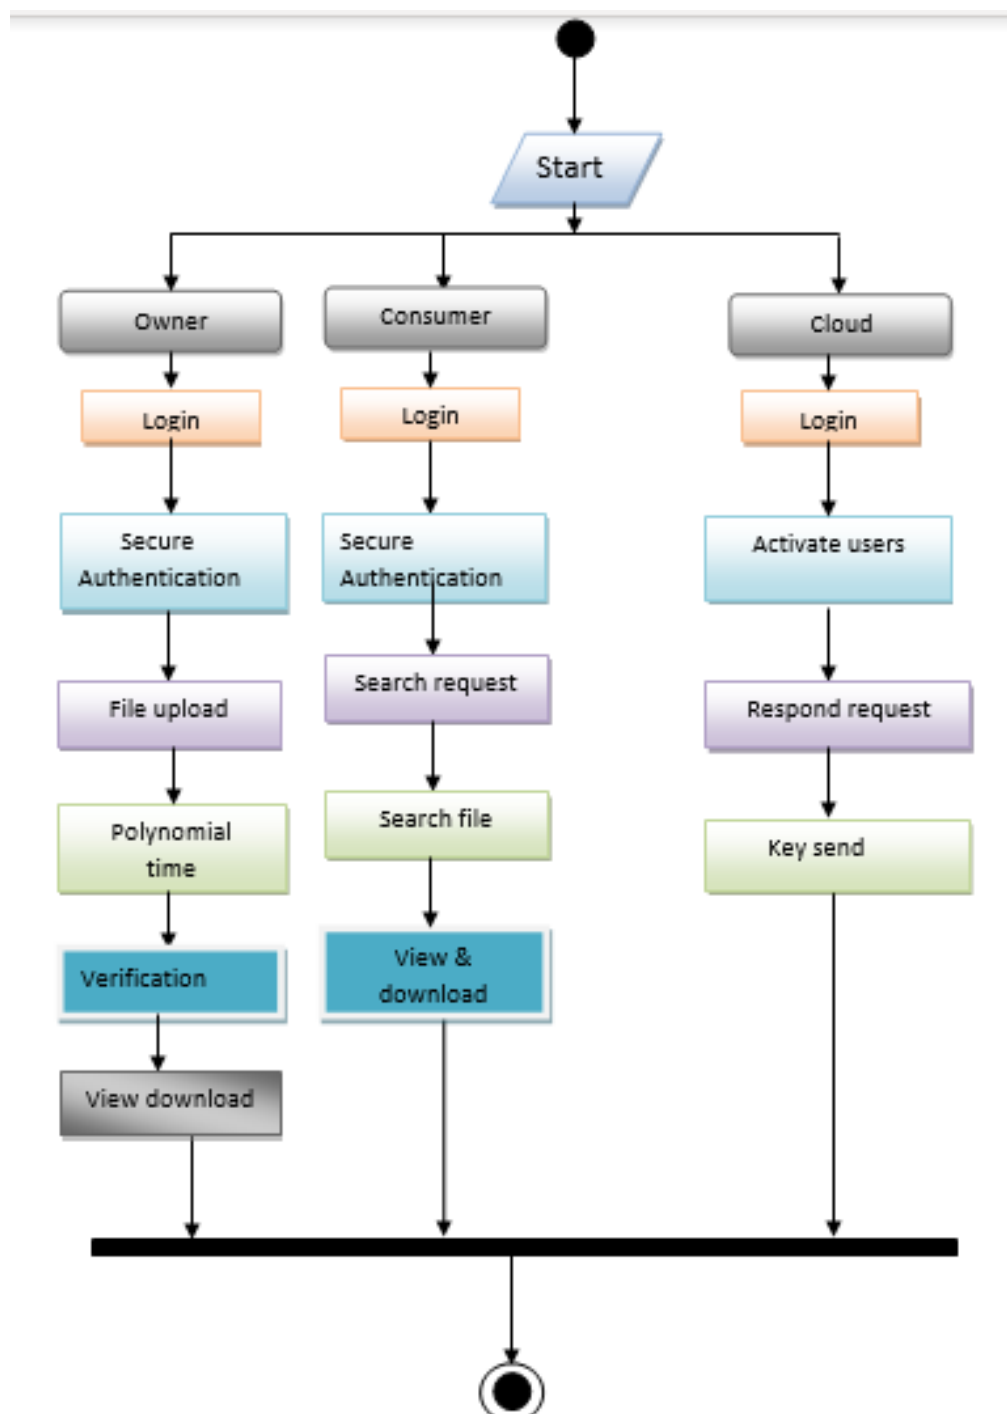 Start
Owner
Consumer
Cloud
Login
Login
Login
Secure
Authentication
Secure
Authentication
Activate users
File upload
Search request
Respond request
Polynomial
time
Search file
Key send
Verification
View &
download
View download